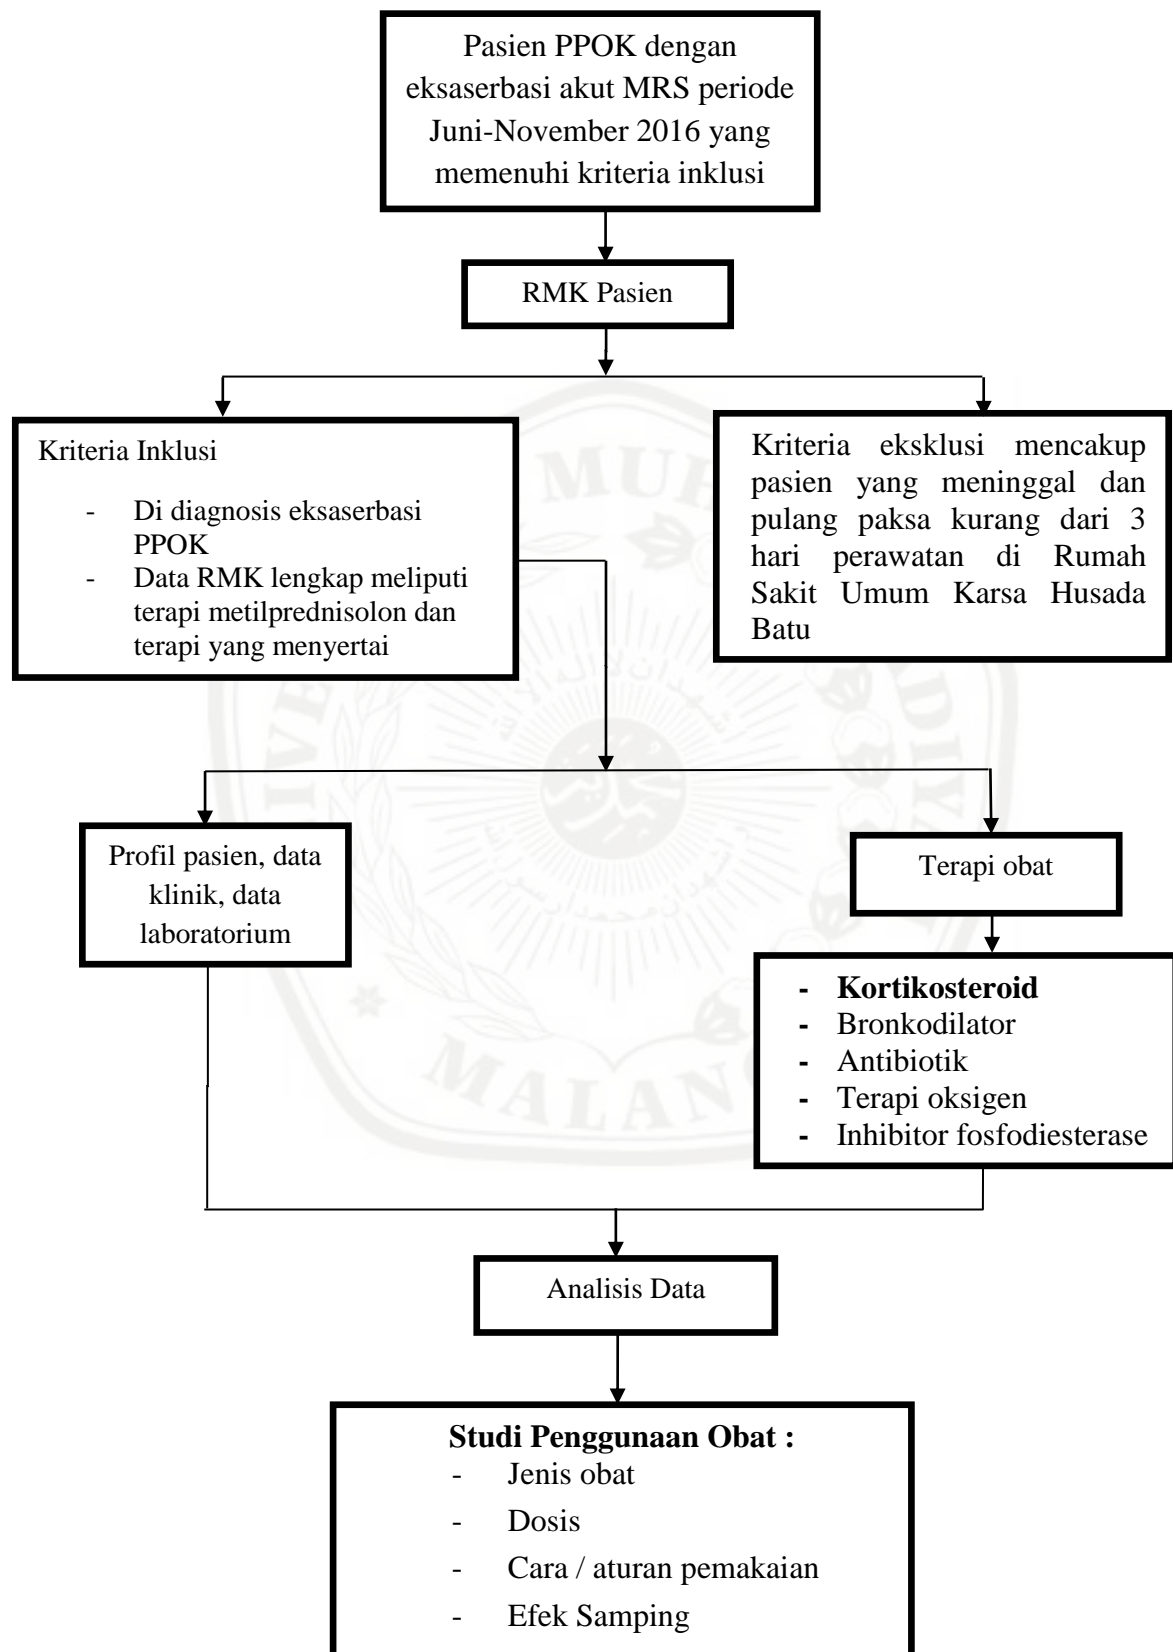 Pasien PPOK dengan
eksaserbasi akut MRS periode
Juni-November 2016 yang
memenuhi kriteria inklusi
RMK Pasien
Kriteria Inklusi
- Di diagnosis eksaserbasi
PPOK
- Data RMK lengkap meliputi
terapi metilprednisolon dan
terapi yang menyertai
Kriteria eksklusi mencakup
pasien yang meninggal dan
pulang paksa kurang dari 3
hari perawatan di Rumah
Sakit Umum Karsa Husada
Batu
Profil pasien, data
klinik, data
laboratorium
Terapi obat
- Kortikosteroid
- Bronkodilator
- Antibiotik
- Terapi oksigen
- Inhibitor fosfodiesterase
Analisis Data
Studi Penggunaan Obat :
- Jenis obat
- Dosis
- Cara / aturan pemakaian
- Efek Samping
MALANG